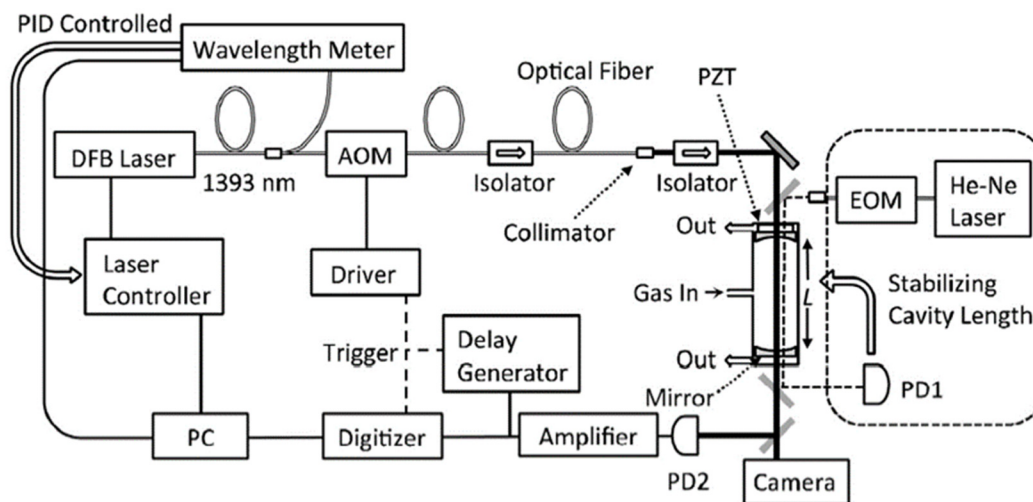 PID Controlled
Wavelength Meter
Optical Fiber
PZT
DFB Laser
1393 nm
AOM
Isolator
Isolator
Collimator
EOM
He-Ne
Laser
Out
Laser
Controller
Driver
Gas In
L
Stabilizing
Cavity Length
Trigger
Delay
Generator
Out
Mirror
PD1
PC
Digitizer
Amplifier
PD2
Camera